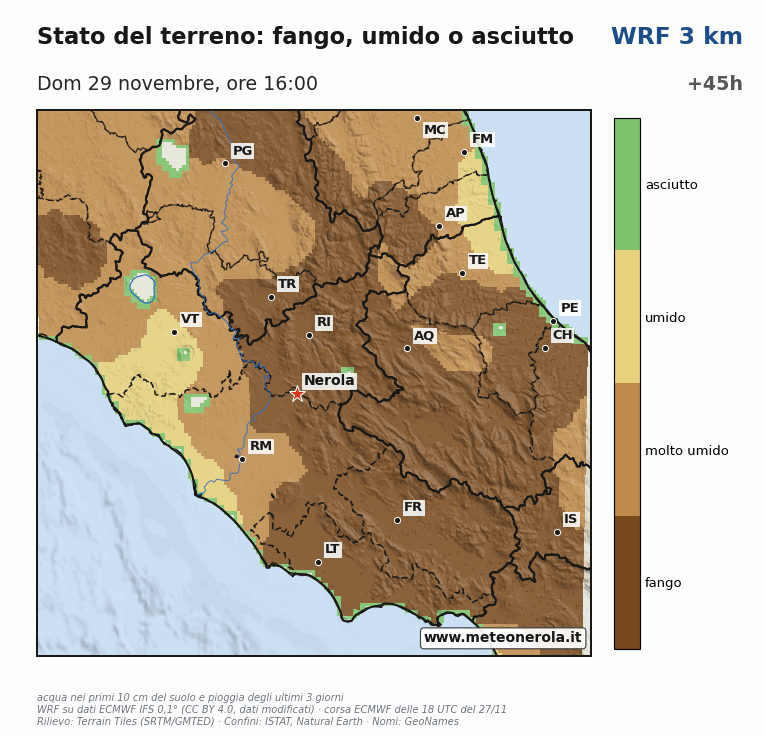 Stato del terreno: fango, umido o asciutto
WRF 3 km
Dom 29 novembre, ore 16:00
+45h
MC
FM
PG
AP
TE
TR
PE
VT
RI
AQ
CH
Nerola
RM
FR
IS
LT
www.meteonerola.it
asciutto
umido
molto umido
fango
acqua nei primi 10 cm del suolo e pioggia degli ultimi 3 giorni
WRF su dati ECMWF IFS 0,1° (CC BY 4.0, dati modificati) · corsa ECMWF delle 18 UTC del 27/11
Rilievo: Terrain Tiles (SRTM/GMTED) · Confini: ISTAT, Natural Earth · Nomi: GeoNames